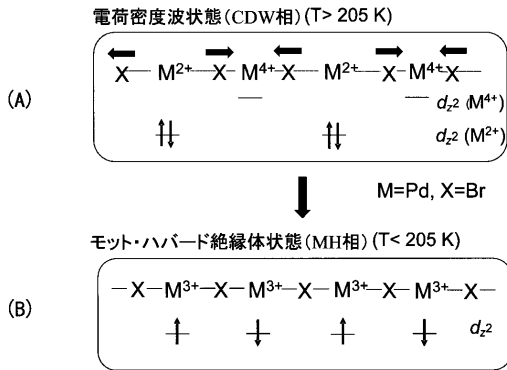 電荷密度波状態(CDW相)(T> 205 K)
(A)
X— M²⁺ —X— M⁴⁺—X— M²⁺ —X— M⁴⁺—X—
dz² (M⁴⁺)
dz² (M²⁺)
M=Pd, X=Br
モット・ハバード絶縁体状態(MH相)(T< 205 K)
(B)
—X—M³⁺—X—M³⁺—X—M³⁺—X—M³⁺—X—
dz²